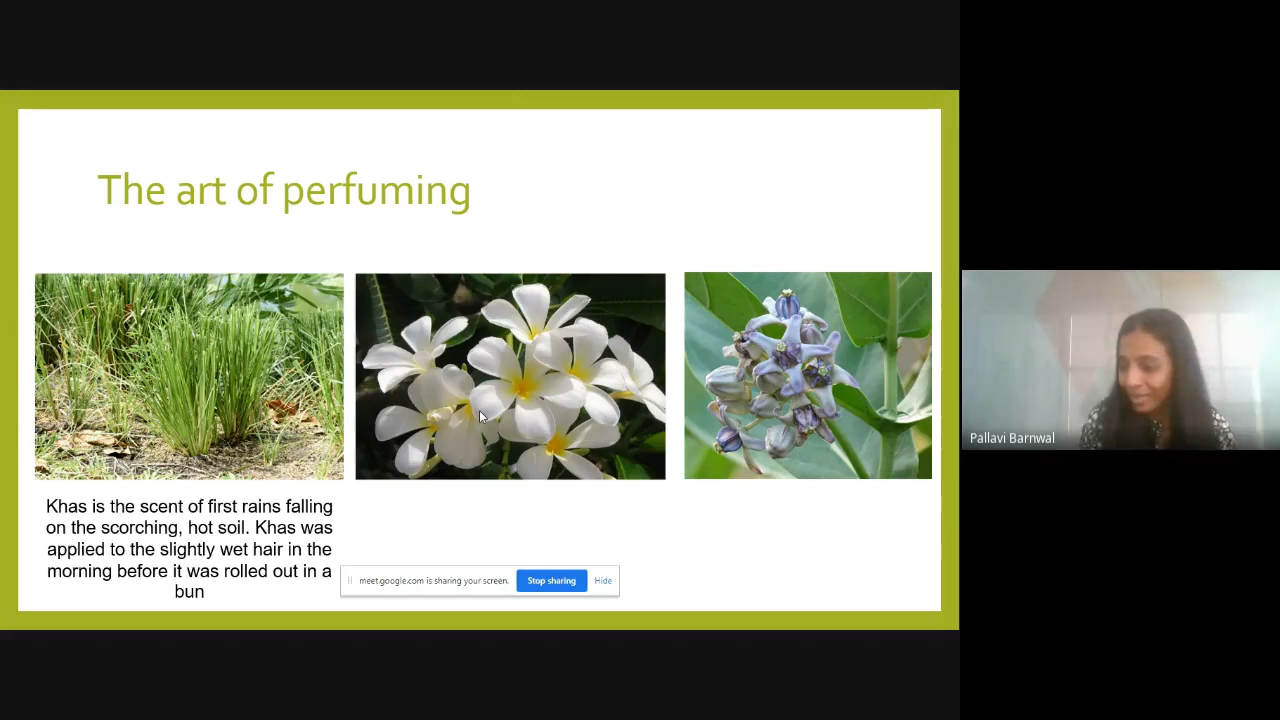 The art of perfuming
Khas is the scent of first rains falling
on the scorching, hot soil. Khas was
applied to the slightly wet hair in the
morning before it was rolled out in a
bun
meet.google.com is sharing your screen.
Stop sharing
Hide
Pallavi Barnwal